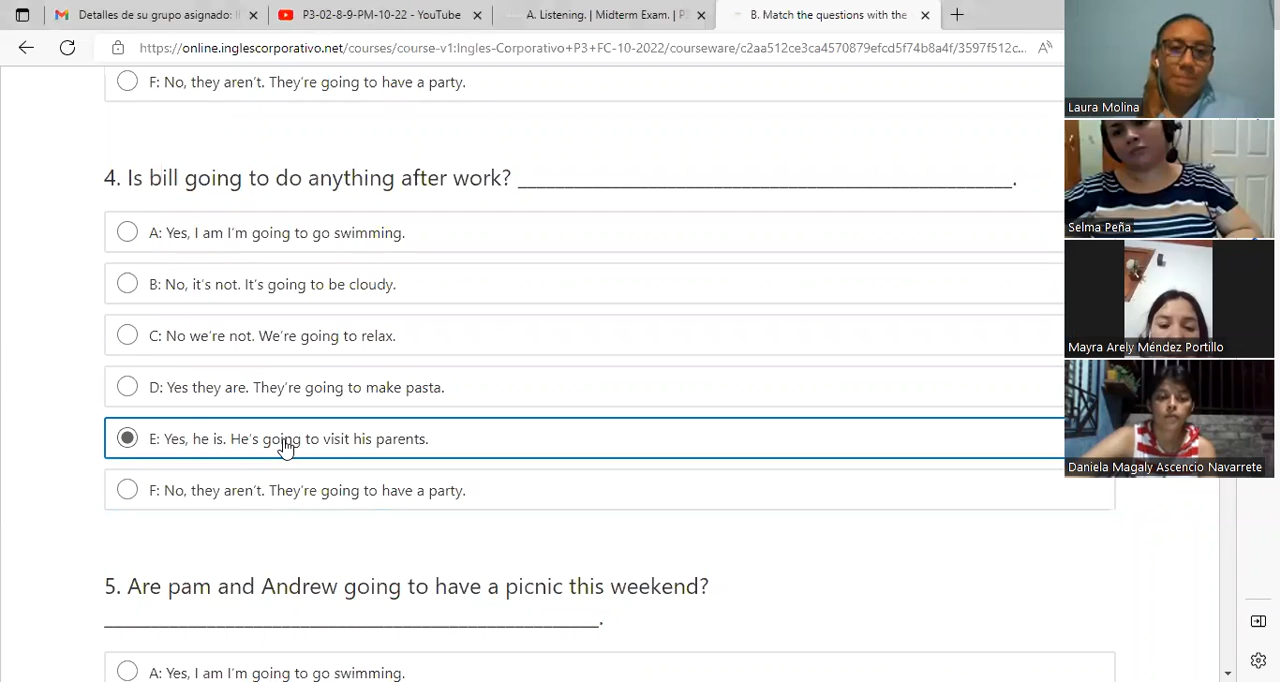 Detalles de su grupo asignado: I
P3-02-8-9-PM-10-22 - YouTube
A. Listening. | Midterm Exam. | P3
B. Match the questions with the
https://online.inglescorporativo.net/courses/course-v1:Ingles-Corporativo+P3+FC-10-2022/courseware/c2aa512ce3ca4570879efcd5f74b8a4f/3597f512c...
F: No, they aren't. They're going to have a party.
4. Is bill going to do anything after work? ________________________________________________.
A: Yes, I am I'm going to go swimming.
B: No, it's not. It's going to be cloudy.
C: No we're not. We're going to relax.
D: Yes they are. They're going to make pasta.
E: Yes, he is. He's going to visit his parents.
F: No, they aren't. They're going to have a party.
5. Are pam and Andrew going to have a picnic this weekend?
________________________________________________.
A: Yes, I am I'm going to go swimming.
Laura Molina
Selma Peña
Mayra Arely Méndez Portillo
Daniela Magaly Ascencio Navarrete